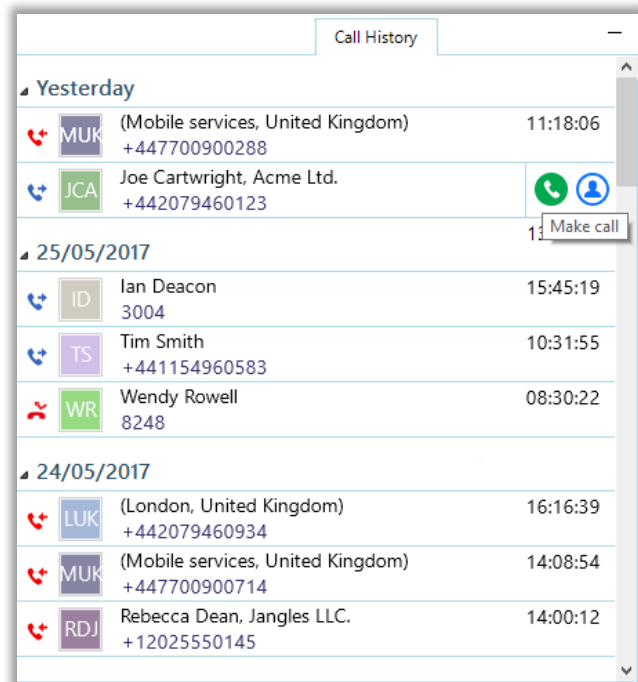 Call History
Yesterday
MUK (Mobile services, United Kingdom) 11:18:06
+447700900288
JCA Joe Cartwright, Acme Ltd.
+442079460123
Make call
25/05/2017
ID Ian Deacon 15:45:19
3004
TS Tim Smith 10:31:55
+441154960583
WR Wendy Rowell 08:30:22
8248
24/05/2017
LUK (London, United Kingdom) 16:16:39
+442079460934
MUK (Mobile services, United Kingdom) 14:08:54
+447700900714
RDJ Rebecca Dean, Jangles LLC. 14:00:12
+12025550145